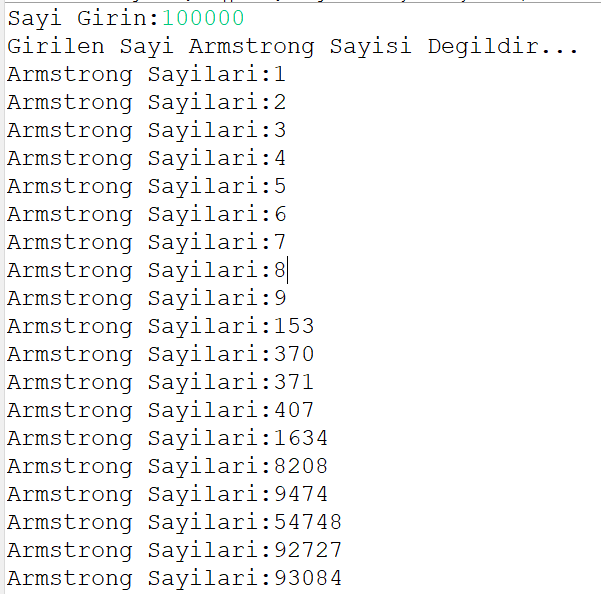 Sayi Girin:100000
Girilen Sayi Armstrong Sayisi Degildir...
Armstrong Sayilari:1
Armstrong Sayilari:2
Armstrong Sayilari:3
Armstrong Sayilari:4
Armstrong Sayilari:5
Armstrong Sayilari:6
Armstrong Sayilari:7
Armstrong Sayilari:8
Armstrong Sayilari:9
Armstrong Sayilari:153
Armstrong Sayilari:370
Armstrong Sayilari:371
Armstrong Sayilari:407
Armstrong Sayilari:1634
Armstrong Sayilari:8208
Armstrong Sayilari:9474
Armstrong Sayilari:54748
Armstrong Sayilari:92727
Armstrong Sayilari:93084